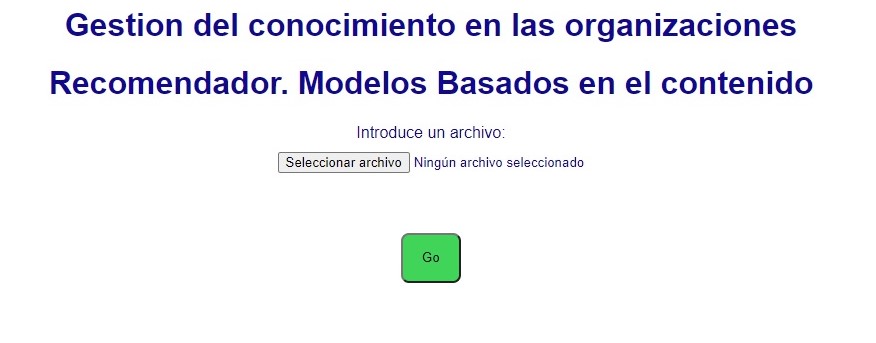 Gestion del conocimiento en las organizaciones
Recomendador. Modelos Basados en el contenido
Introduce un archivo:
Seleccionar archivo Ningún archivo seleccionado
Go